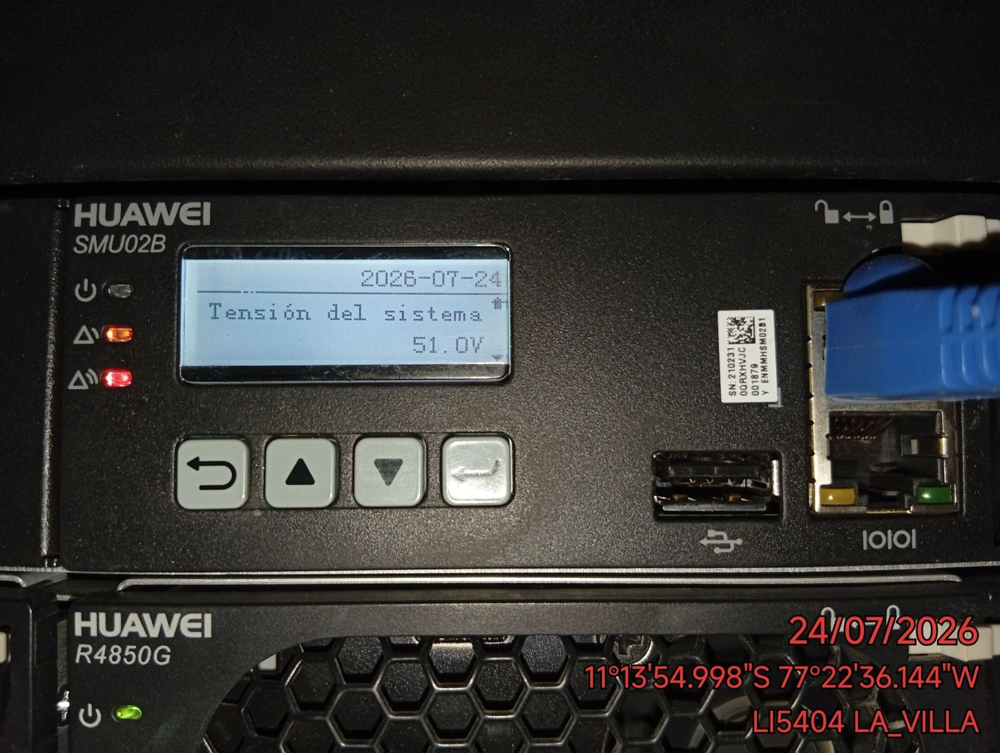 HUAWEI
SMU02B
2026-07-24
Tensión del sistema
51.0V
SN:210231
0QRXHVJC
001879
Y ENMMHSM02B1
IOIOI
HUAWEI
R4850G
24/07/2026
11°13'54.998"S 77°22'36.144"W
LI5404 LA_VILLA